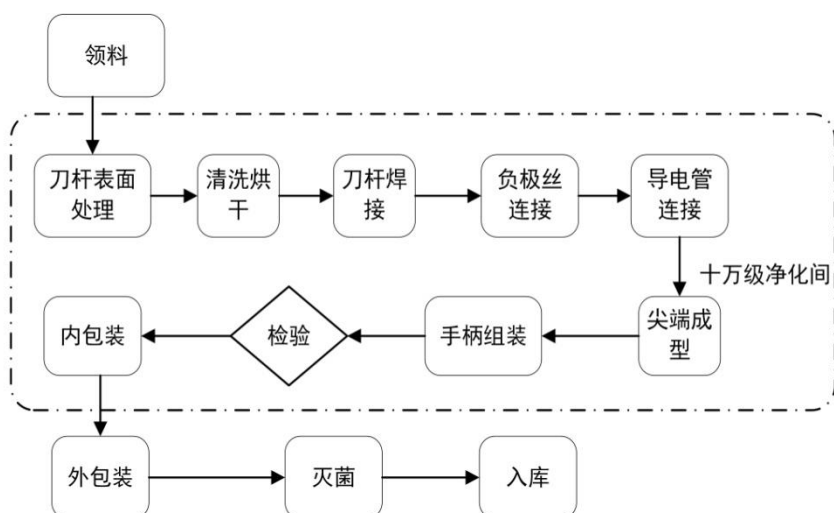 领料
刀杆表面
处理
清洗烘
干
刀杆焊
接
负极丝
连接
导电管
连接
十万级净化间
尖端成
型
手柄组装
检验
内包装
外包装
灭菌
入库